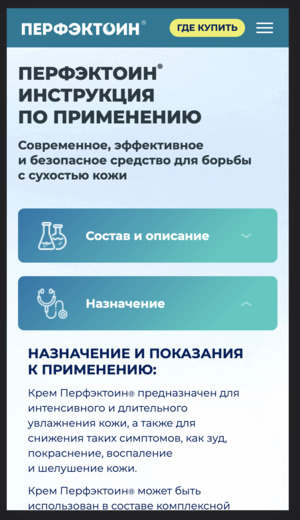 ПЕРФЭКТОИН®
ГДЕ КУПИТЬ
ПЕРФЭКТОИН®
ИНСТРУКЦИЯ
ПО ПРИМЕНЕНИЮ
Современное, эффективное
и безопасное средство для борьбы
с сухостью кожи
Состав и описание
Назначение
НАЗНАЧЕНИЕ И ПОКАЗАНИЯ
К ПРИМЕНЕНИЮ:
Крем Перфэктоин® предназначен для
интенсивного и длительного
увлажнения кожи, а также для
снижения таких симптомов, как зуд,
покраснение, воспаление
и шелушение кожи.
Крем Перфэктоин® может быть
использован в составе комплексной